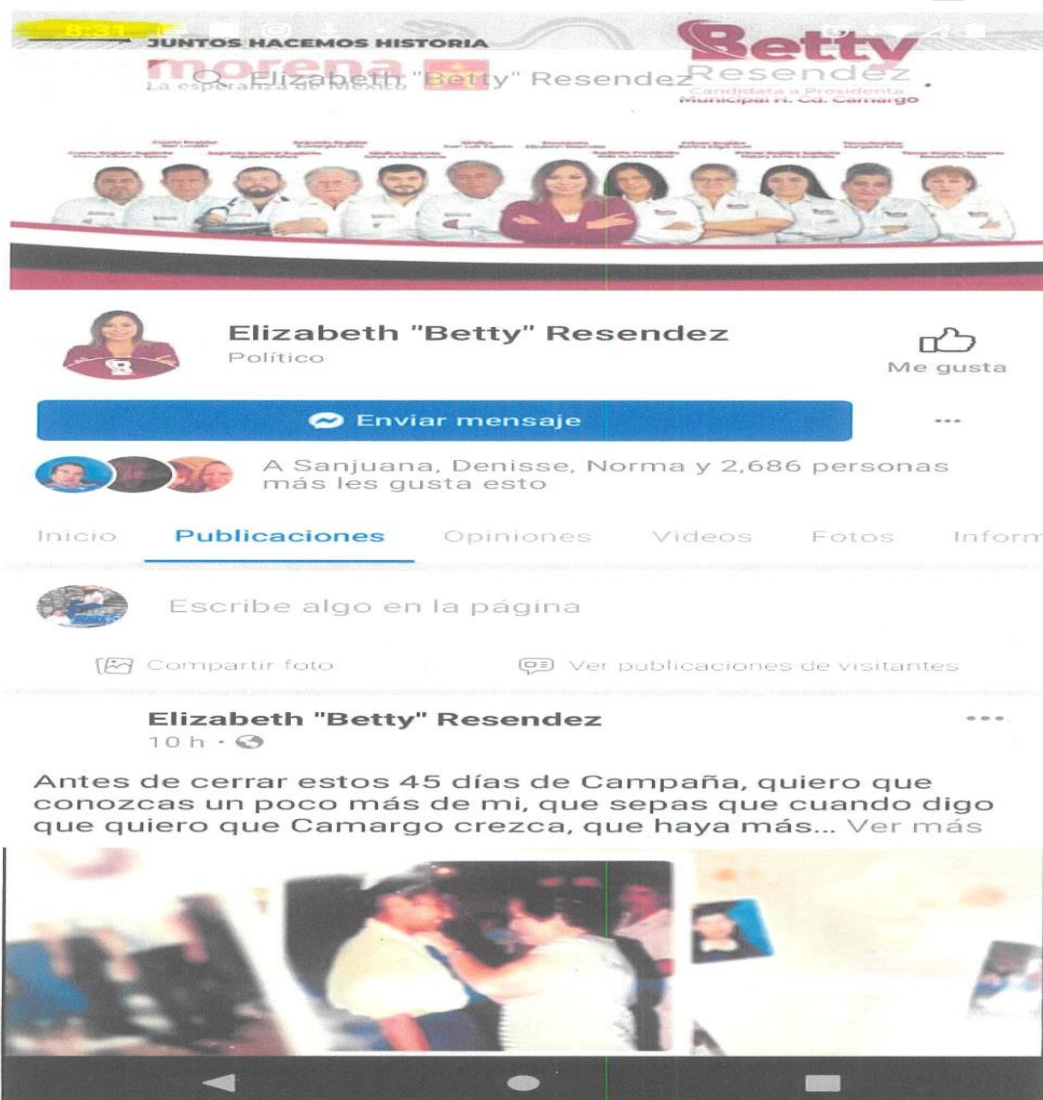 8:31
JUNTOS HACEMOS HISTORIA
morena
La esperanza de México
Elizabeth "Betty" Resendez
Betty
Resendez
Candidata a Presidenta
Municipal H. Cd. Camargo
Elizabeth "Betty" Resendez
Político
Me gusta
Enviar mensaje
A Sanjuana, Denisse, Norma y 2,686 personas
más les gusta esto
Inicio Publicaciones Opiniones Videos Fotos Inform
Escribe algo en la página
Compartir foto Ver publicaciones de visitantes
Elizabeth "Betty" Resendez
10 h
Antes de cerrar estos 45 días de Campaña, quiero que
conozcas un poco más de mi, que sepas que cuando digo
que quiero que Camargo crezca, que haya más... Ver más